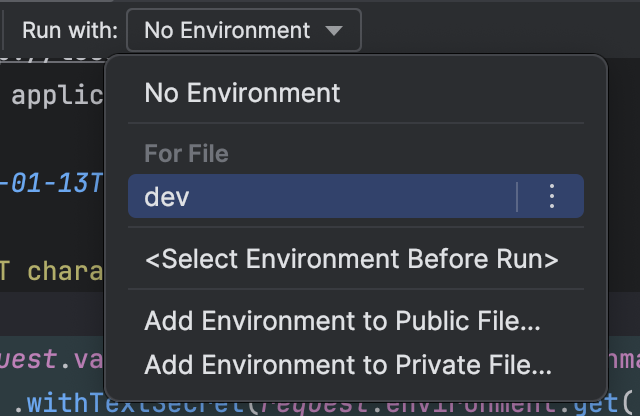 Run with: No Environment
applic
No Environment
For File
-01-13T
dev
T chara
<Select Environment Before Run>
Add Environment to Public File...
uest.va
Add Environment to Private File...
.withTextSecret(request.environment.get(